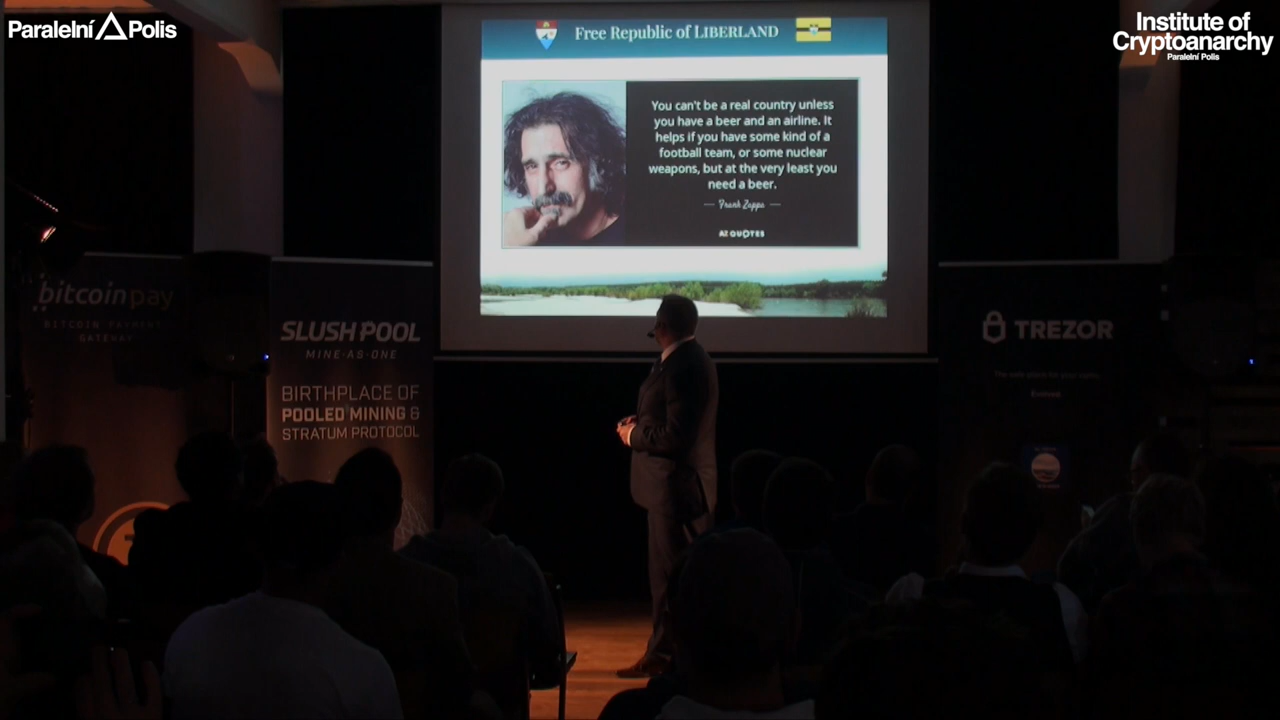 Paralelní Polis
Institute of
Cryptoanarchy
Paralelní Polis
Free Republic of LIBERLAND
You can't be a real country unless
you have a beer and an airline. It
helps if you have some kind of a
football team, or some nuclear
weapons, but at the very least you
need a beer.
Frank Zappa
AZ QUOTES
bitcoinpay
BITCOIN PAYMENT
GATEWAY
SLUSH POOL
MINE-AS-ONE
BIRTHPLACE OF
POOLED MINING &
STRATUM PROTOCOL
TREZOR